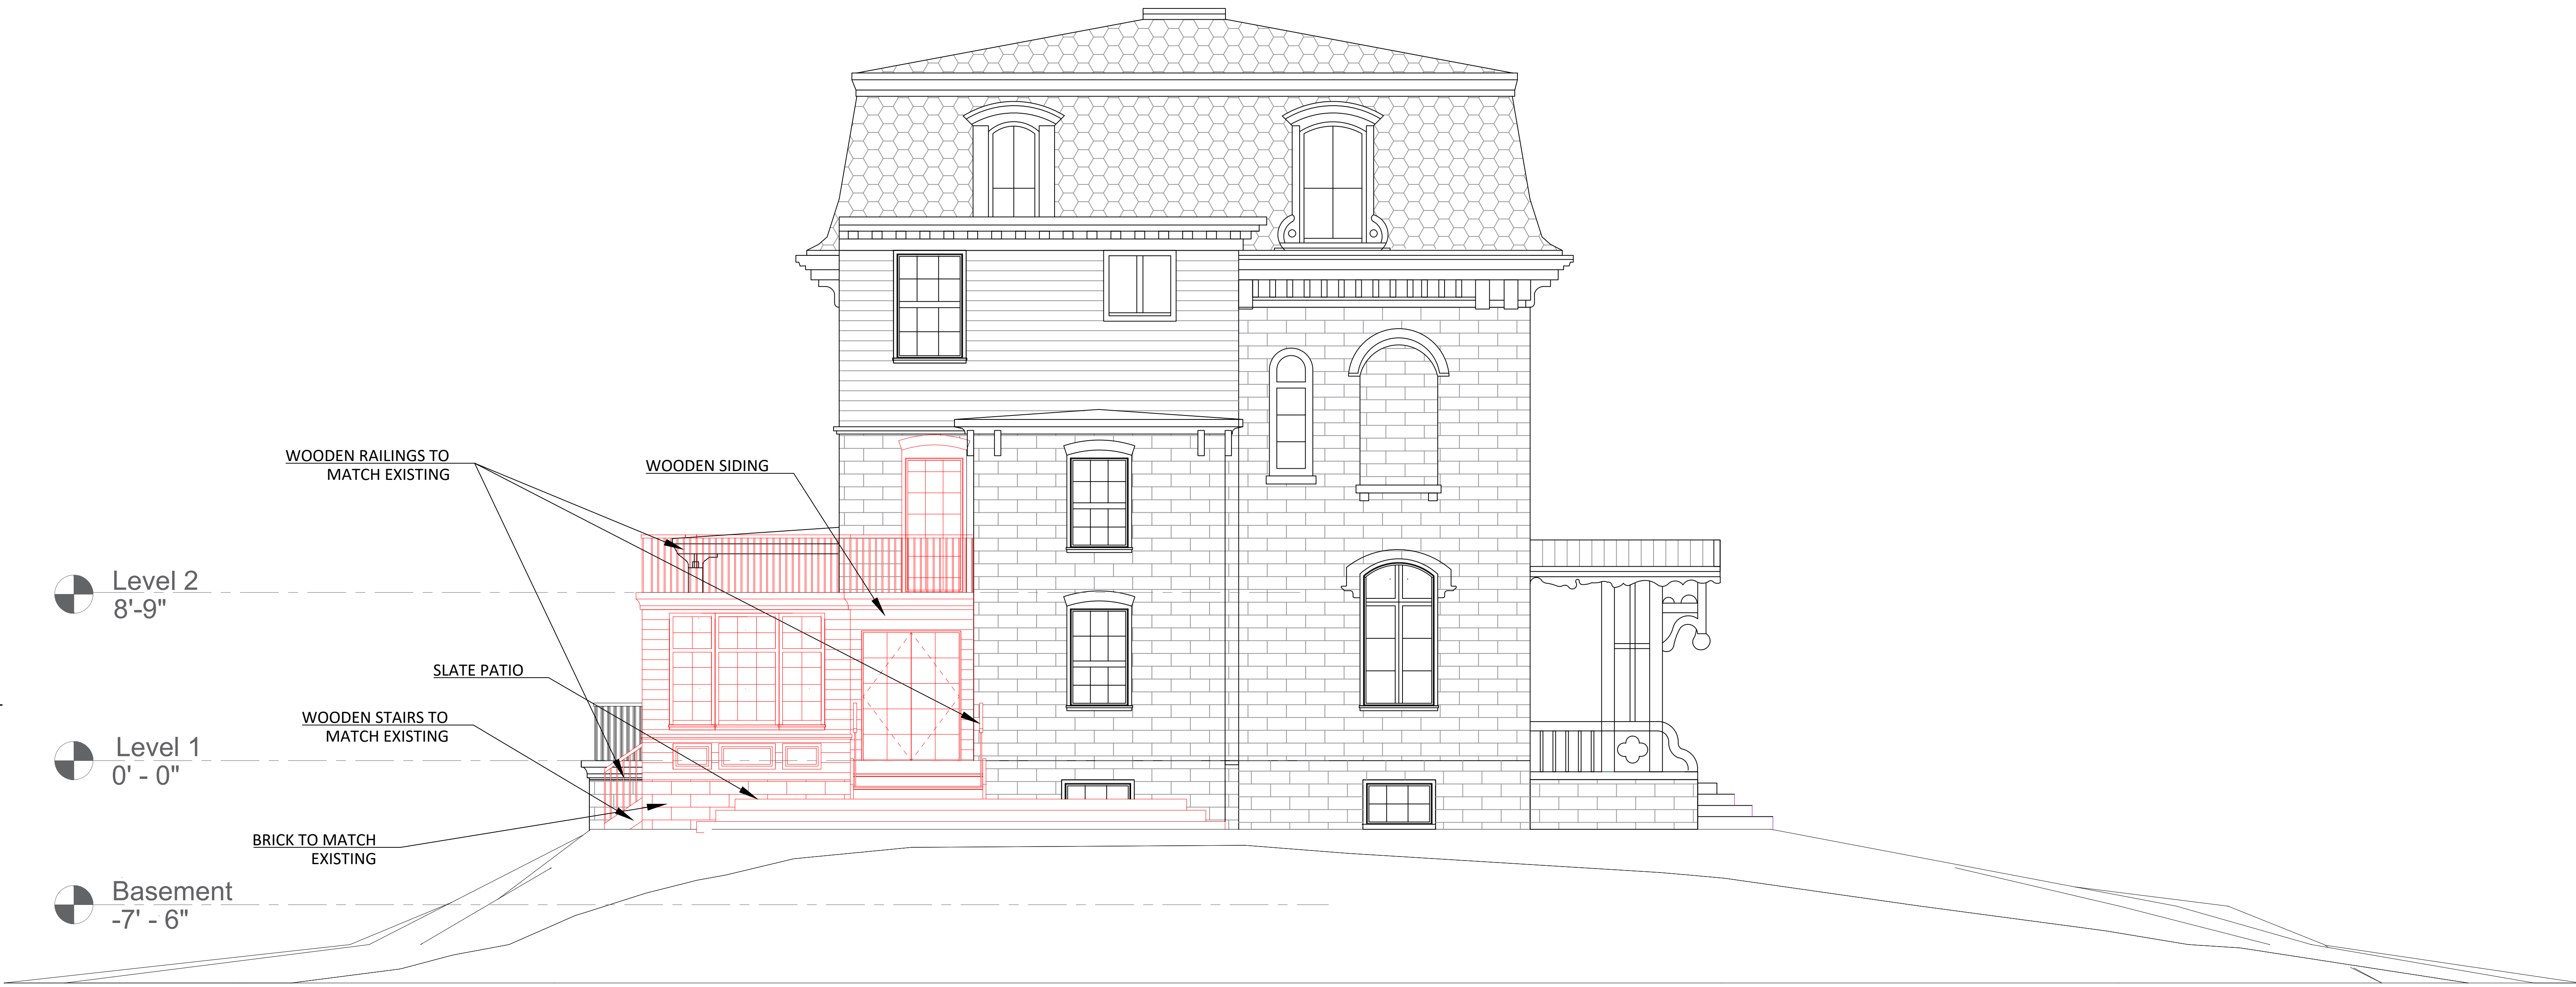 WOODEN RAILINGS TO
MATCH EXISTING
WOODEN SIDING
Level 2
8'-9"
SLATE PATIO
WOODEN STAIRS TO
MATCH EXISTING
Level 1
0' - 0"
BRICK TO MATCH
EXISTING
Basement
-7' - 6"